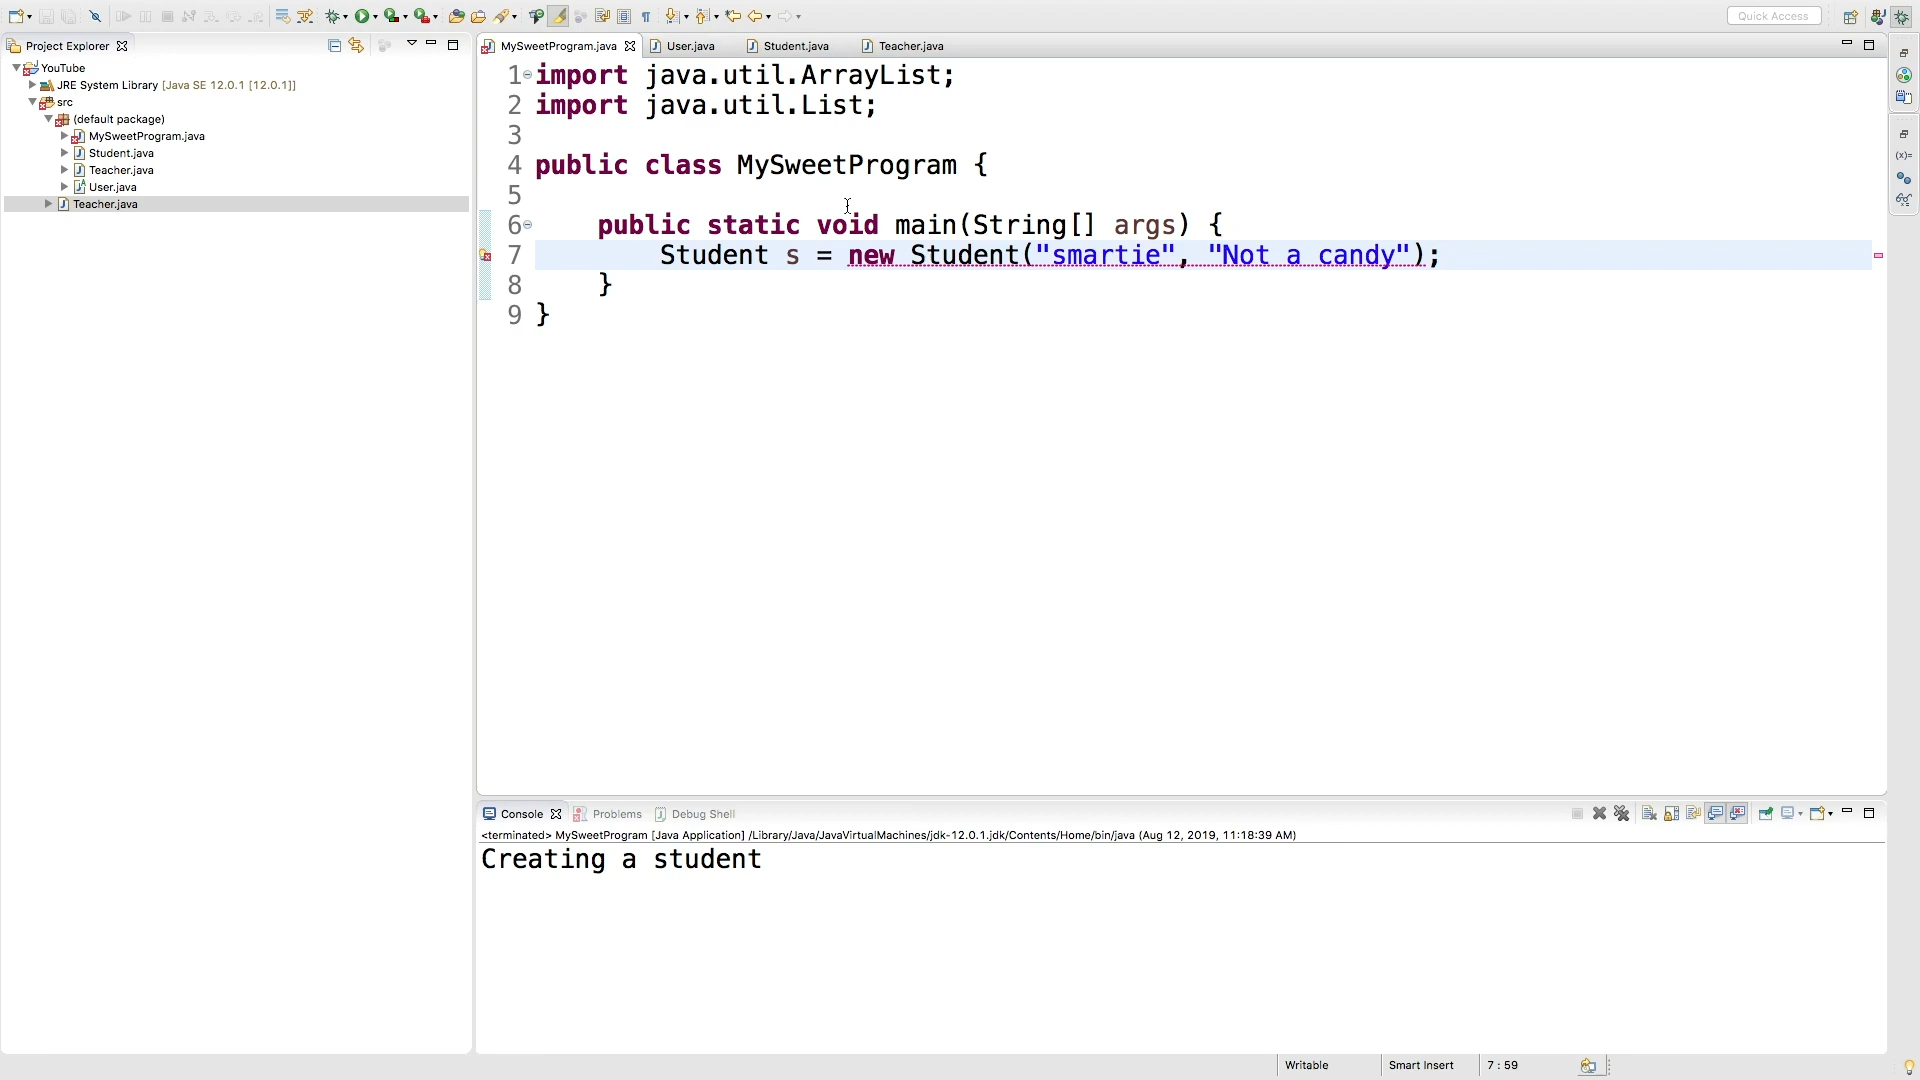 Quick Access
Project Explorer
YouTube
JRE System Library [Java SE 12.0.1 [12.0.1]]
src
(default package)
MySweetProgram.java
Student.java
Teacher.java
User.java
Teacher.java
MySweetProgram.java User.java Student.java Teacher.java
1 import java.util.ArrayList;
2 import java.util.List;
3
4 public class MySweetProgram {
5
6 public static void main(String[] args) {
7 Student s = new Student("smartie", "Not a candy");
8 }
9 }
Console Problems Debug Shell
<terminated> MySweetProgram [Java Application] /Library/Java/JavaVirtualMachines/jdk-12.0.1.jdk/Contents/Home/bin/java (Aug 12, 2019, 11:18:39 AM)
Creating a student
Writable Smart Insert 7 : 59